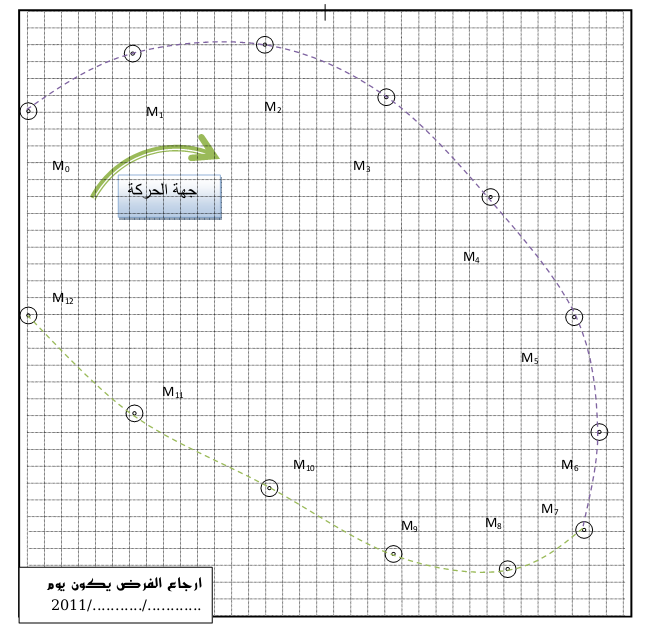 M1
M2
M0
M3
جهة الحركة
M4
M12
M5
M11
M10
M6
M7
M9
M8
ارجاع الفرض يكون يوم
............/.........../2011